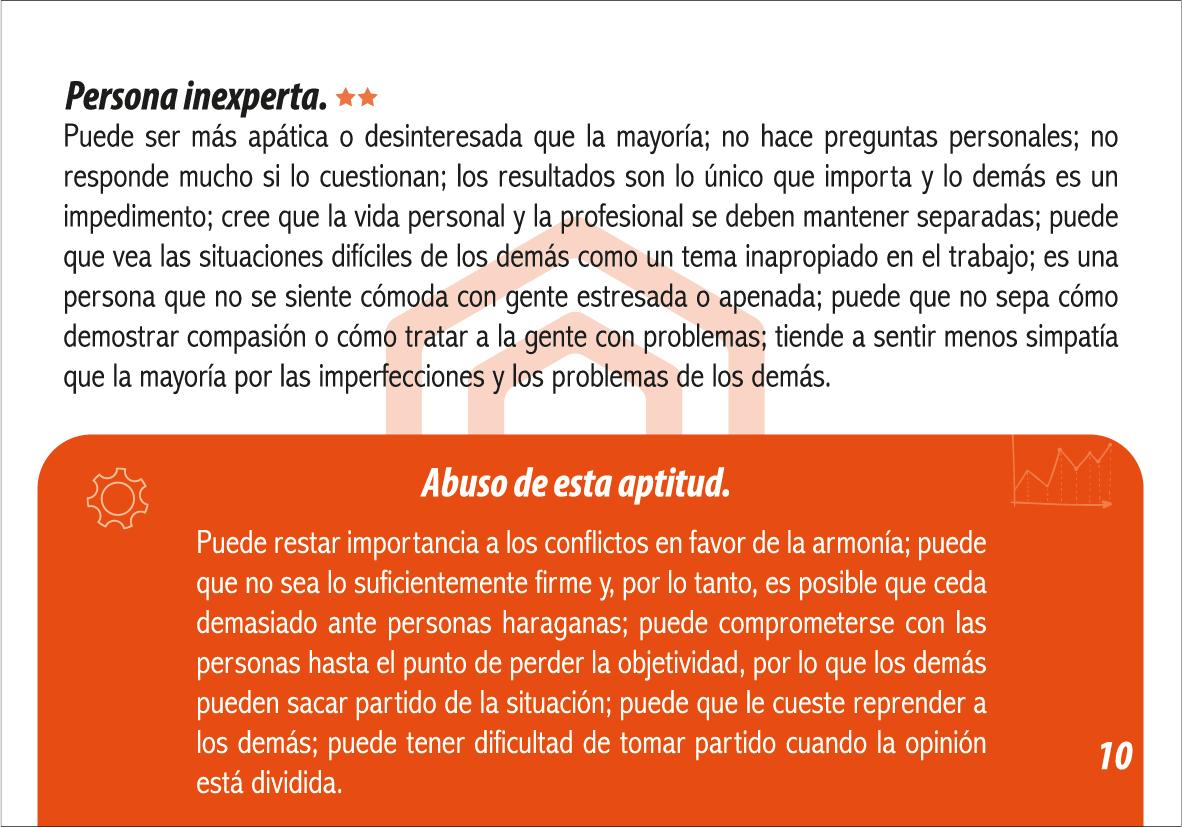 Persona inexperta.
Puede ser más apática o desinteresada que la mayoría; no hace preguntas personales; no
responde mucho si lo cuestionan; los resultados son lo único que importa y lo demás es un
impedimento; cree que la vida personal y la profesional se deben mantener separadas; puede
que vea las situaciones difíciles de los demás como un tema inapropiado en el trabajo; es una
persona que no se siente cómoda con gente estresada o apenada; puede que no sepa cómo
demostrar compasión o cómo tratar a la gente con problemas; tiende a sentir menos simpatía
que la mayoría por las imperfecciones y los problemas de los demás.
Abuso de esta aptitud.
Puede restar importancia a los conflictos en favor de la armonía; puede
que no sea lo suficientemente firme y, por lo tanto, es posible que ceda
demasiado ante personas haraganas; puede comprometerse con las
personas hasta el punto de perder la objetividad, por lo que los demás
pueden sacar partido de la situación; puede que le cueste reprender a
los demás; puede tener dificultad de tomar partido cuando la opinión
está dividida.
10